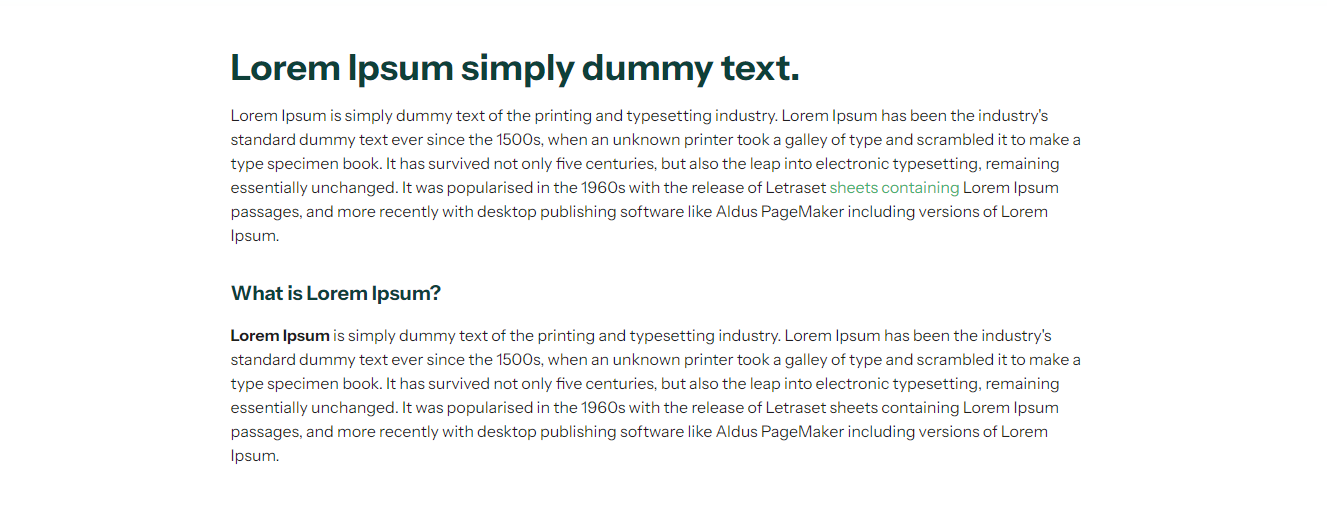 Lorem Ipsum simply dummy text.
Lorem Ipsum is simply dummy text of the printing and typesetting industry. Lorem Ipsum has been the industry's
standard dummy text ever since the 1500s, when an unknown printer took a galley of type and scrambled it to make a
type specimen book. It has survived not only five centuries, but also the leap into electronic typesetting, remaining
essentially unchanged. It was popularised in the 1960s with the release of Letraset sheets containing Lorem Ipsum
passages, and more recently with desktop publishing software like Aldus PageMaker including versions of Lorem
Ipsum.
What is Lorem Ipsum?
Lorem Ipsum is simply dummy text of the printing and typesetting industry. Lorem Ipsum has been the industry's
standard dummy text ever since the 1500s, when an unknown printer took a galley of type and scrambled it to make a
type specimen book. It has survived not only five centuries, but also the leap into electronic typesetting, remaining
essentially unchanged. It was popularised in the 1960s with the release of Letraset sheets containing Lorem Ipsum
passages, and more recently with desktop publishing software like Aldus PageMaker including versions of Lorem
Ipsum.